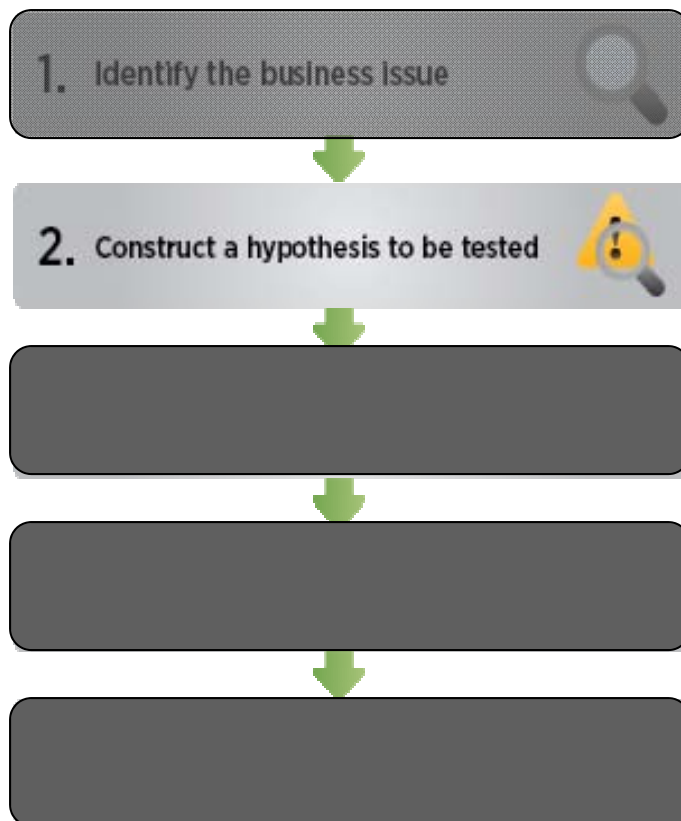 1. Identify the business issue
2. Construct a hypothesis to be tested